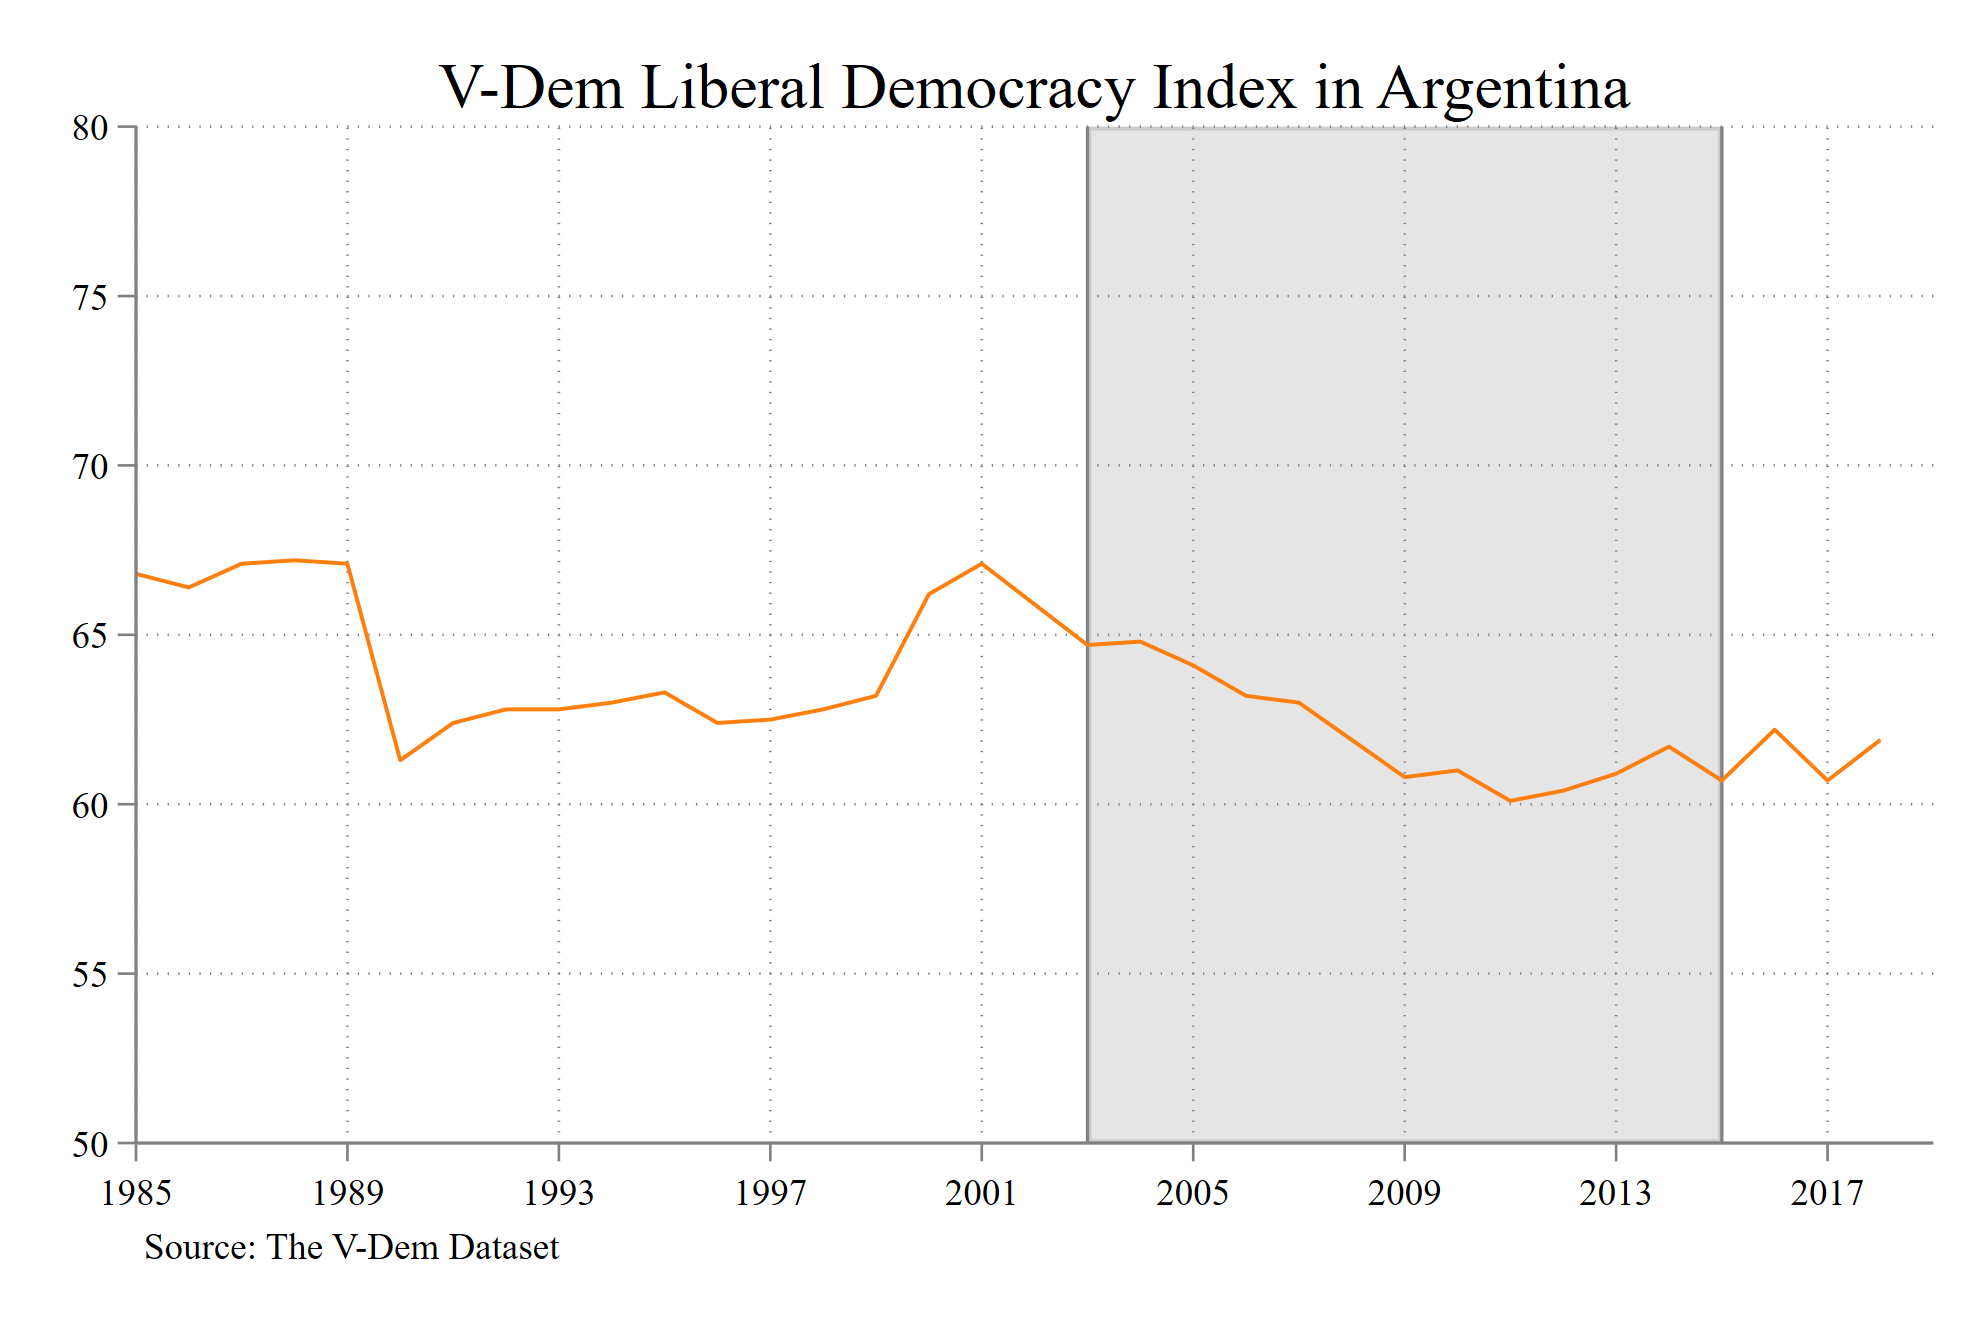 V-Dem Liberal Democracy Index in Argentina
80
75
70
65
60
55
50
1985 1989 1993 1997 2001 2005 2009 2013 2017
Source: The V-Dem Dataset